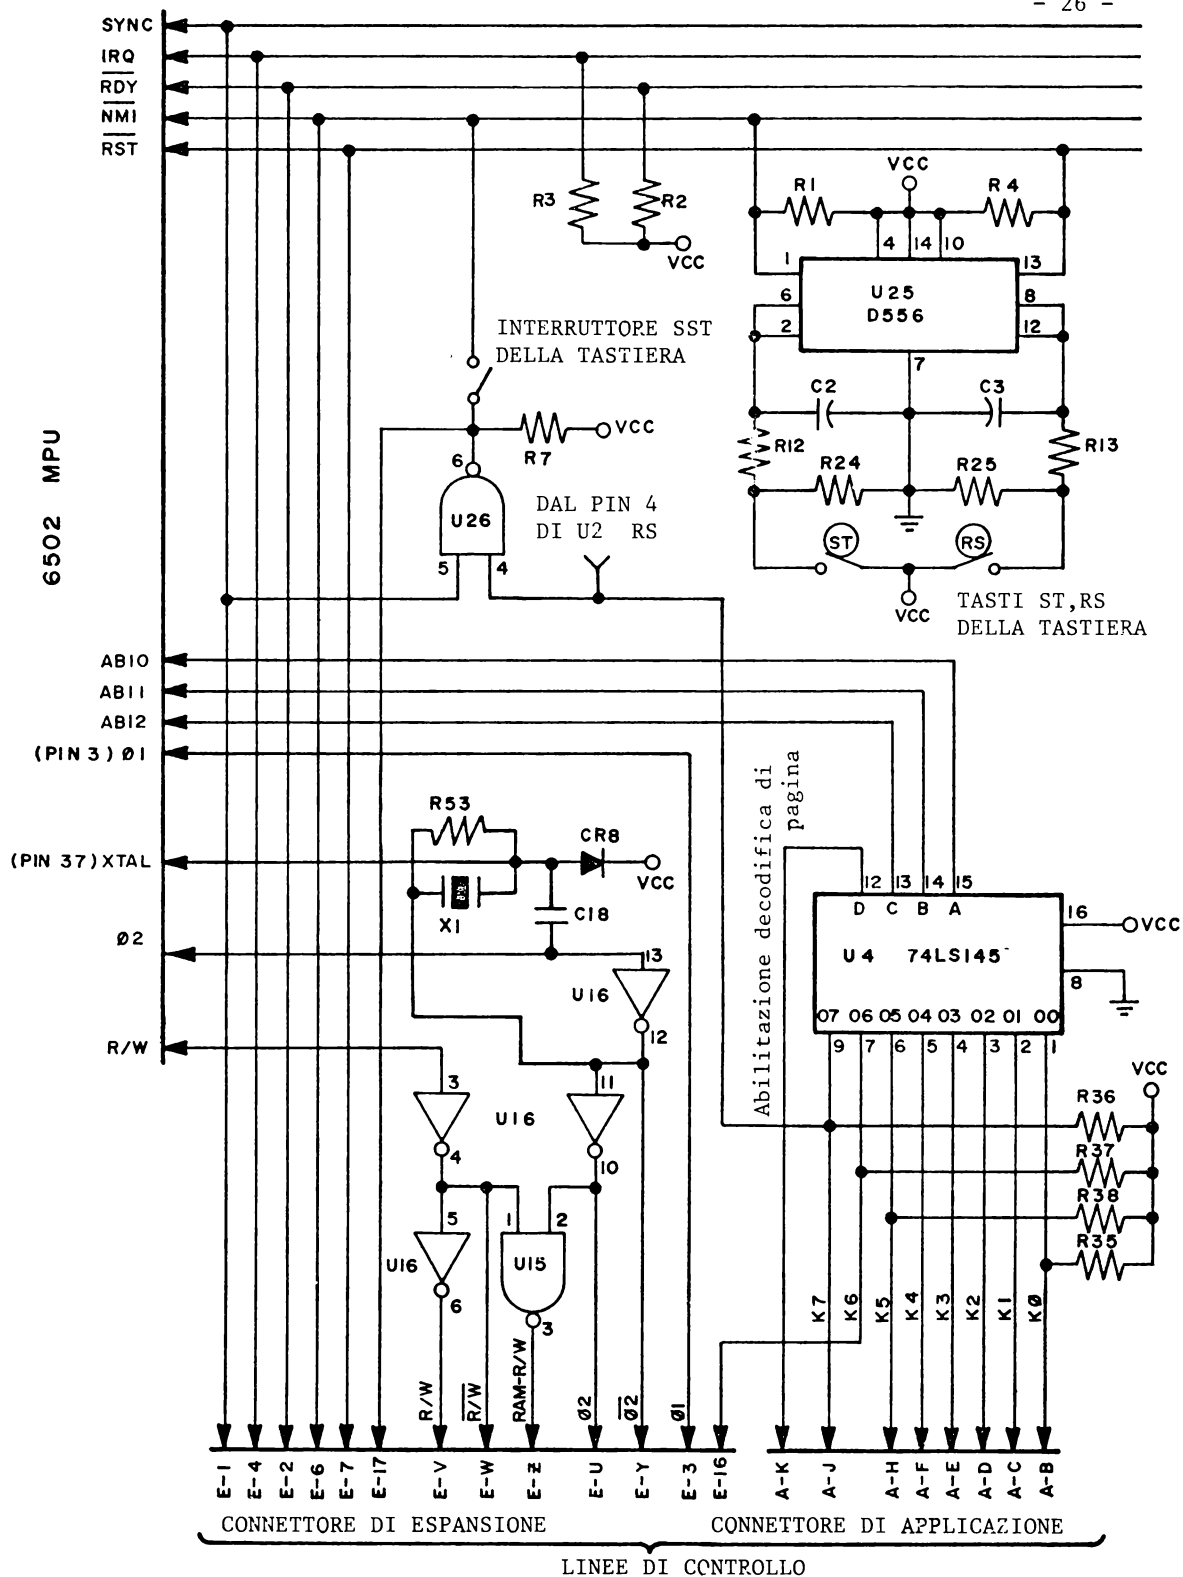 - 26 -
SYNC
IRQ
RDY
NMI
RST
VCC
R1
R4
R3
R2
VCC
4
14
10
1
13
6
U25
8
D556
2
12
7
INTERRUTTORE SST
DELLA TASTIERA
C2
C3
VCC
R7
R12
R13
6
R24
R25
6502 MPU
U26
DAL PIN 4
DI U2 RS
ST
RS
5
4
VCC
TASTI ST,RS
DELLA TASTIERA
AB10
AB11
AB12
(PIN 3) Ø1
Abilitazione decodifica di
pagina
R53
CR8
(PIN 37) XTAL
VCC
X1
C18
12
13
14
15
D
C
B
A
16
VCC
Ø2
13
U4 74LS145
8
U16
12
07
06
05
04
03
02
01
00
9
7
6
5
4
3
2
1
R/W
VCC
3
11
R36
U16
4
10
R37
R38
5
1
2
R35
U16
U15
6
3
K7
K6
K5
K4
K3
K2
K1
KØ
R/W
R/W
RAM-R/W
Ø2
Ø2
Ø1
E-1
E-4
E-2
E-6
E-7
E-17
E-V
E-W
E-Z
E-U
E-Y
E-3
E-16
A-K
A-J
A-H
A-F
A-E
A-D
A-C
A-B
CONNETTORE DI ESPANSIONE
CONNETTORE DI APPLICAZIONE
LINEE DI CONTROLLO